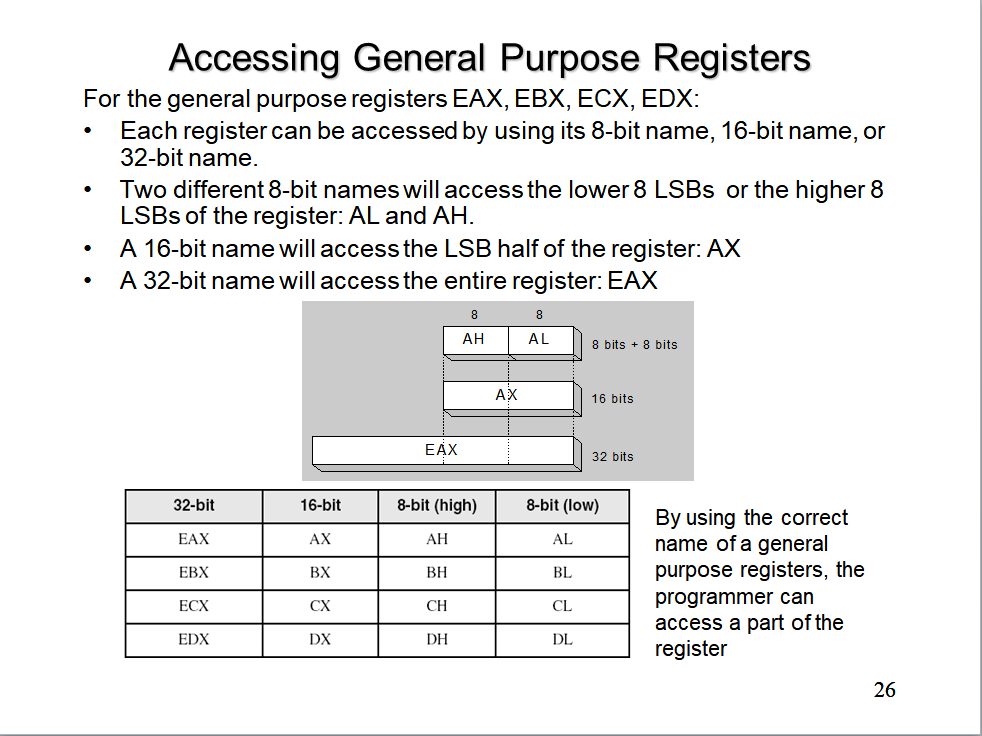 Accessing General Purpose Registers
For the general purpose registers EAX, EBX, ECX, EDX:
• Each register can be accessed by using its 8-bit name, 16-bit name, or
32-bit name.
• Two different 8-bit names will access the lower 8 LSBs or the higher 8
LSBs of the register: AL and AH.
• A 16-bit name will access the LSB half of the register: AX
• A 32-bit name will access the entire register: EAX
8 8
AH AL 8 bits + 8 bits
AX 16 bits
EAX 32 bits
32-bit 16-bit 8-bit (high) 8-bit (low)
EAX AX AH AL
EBX BX BH BL
ECX CX CH CL
EDX DX DH DL
By using the correct
name of a general
purpose registers, the
programmer can
access a part of the
register
26